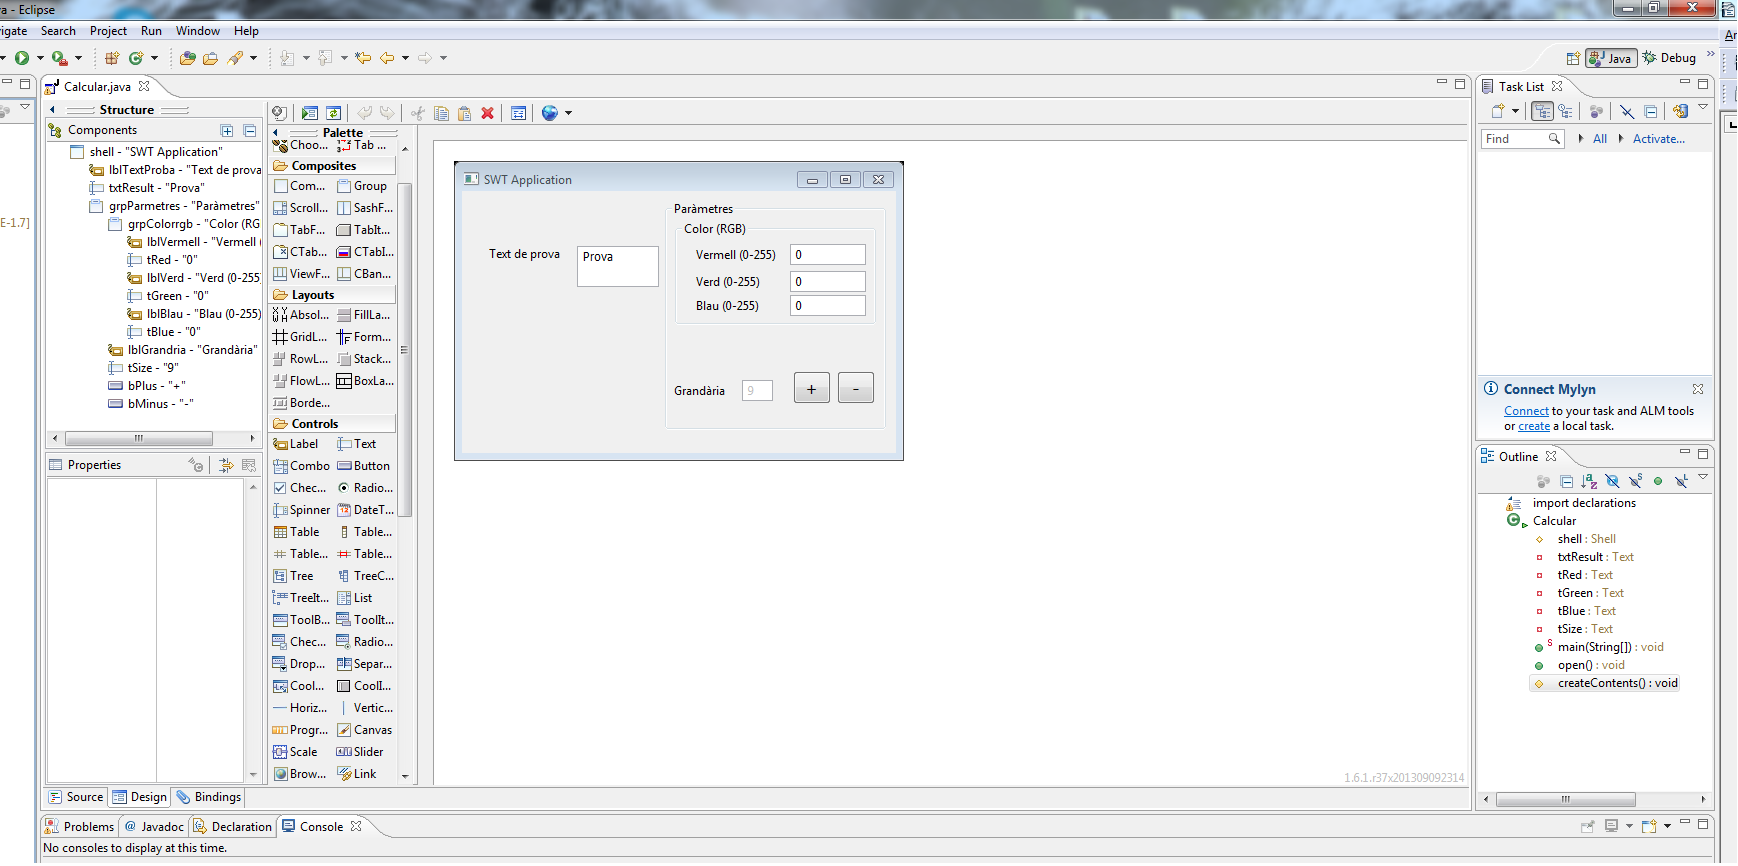 va - Eclipse
vigate Search Project Run Window Help
Java Debug
Calcular.java
Structure
Components
shell - "SWT Application"
lblTextProba - "Text de prova
txtResult - "Prova"
grpParmetres - "Paràmetres"
grpColorrgb - "Color (RG
lblVermell - "Vermell (
tRed - "0"
lblVerd - "Verd (0-255
tGreen - "0"
lblBlau - "Blau (0-255)
tBlue - "0"
lblGrandria - "Grandària"
tSize - "9"
bPlus - "+"
bMinus - "-"
E-1.7]
Properties
Palette
Choo... Tab ...
Composites
Com... Group
Scroll... SashF...
TabF... TabIt...
CTab... CTabI...
ViewF... CBan...
Layouts
Absol... FillLa...
GridL... Form...
RowL... Stack...
FlowL... BoxLa...
Borde...
Controls
Label Text
Combo Button
Chec... Radio...
Spinner DateT...
Table Table...
Table... Table...
Tree TreeC...
TreeIt... List
ToolB... ToolIt...
Chec... Radio...
Drop... Separ...
Cool... CoolI...
Horiz... Vertic...
Progr... Canvas
Scale Slider
Brow... Link
SWT Application
Text de prova
Prova
Paràmetres
Color (RGB)
Vermell (0-255) 0
Verd (0-255) 0
Blau (0-255) 0
Grandària 9 + -
1.6.1.r37x201309092314
Source Design Bindings
Task List
Find All Activate...
Connect Mylyn
Connect to your task and ALM tools
or create a local task.
Outline
import declarations
Calcular
shell : Shell
txtResult : Text
tRed : Text
tGreen : Text
tBlue : Text
tSize : Text
main(String[]) : void
open() : void
createContents() : void
Problems @ Javadoc Declaration Console
No consoles to display at this time.